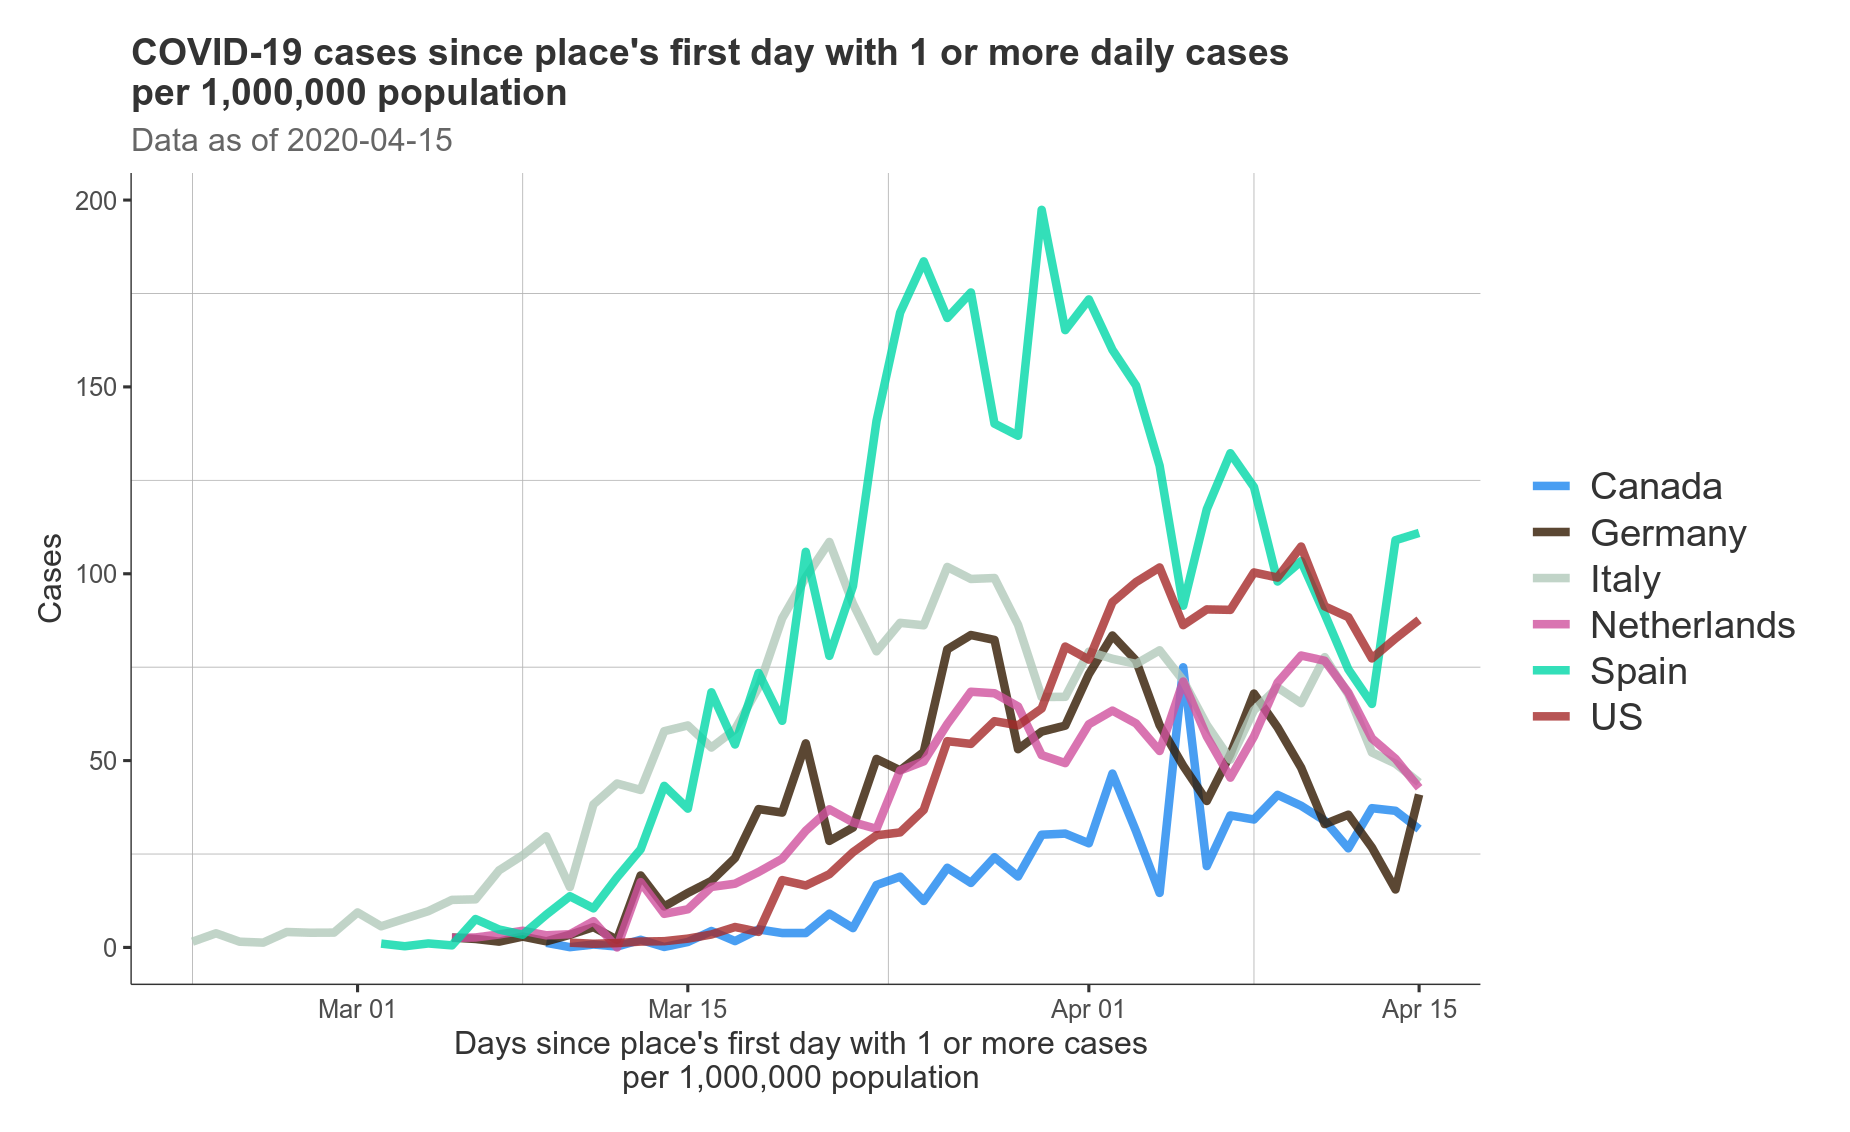 COVID-19 cases since place's first day with 1 or more daily cases
per 1,000,000 population
Data as of 2020-04-15
200
150
100
50
0
Cases
Mar 01
Mar 15
Apr 01
Apr 15
Days since place's first day with 1 or more cases
per 1,000,000 population
Canada
Germany
Italy
Netherlands
Spain
US